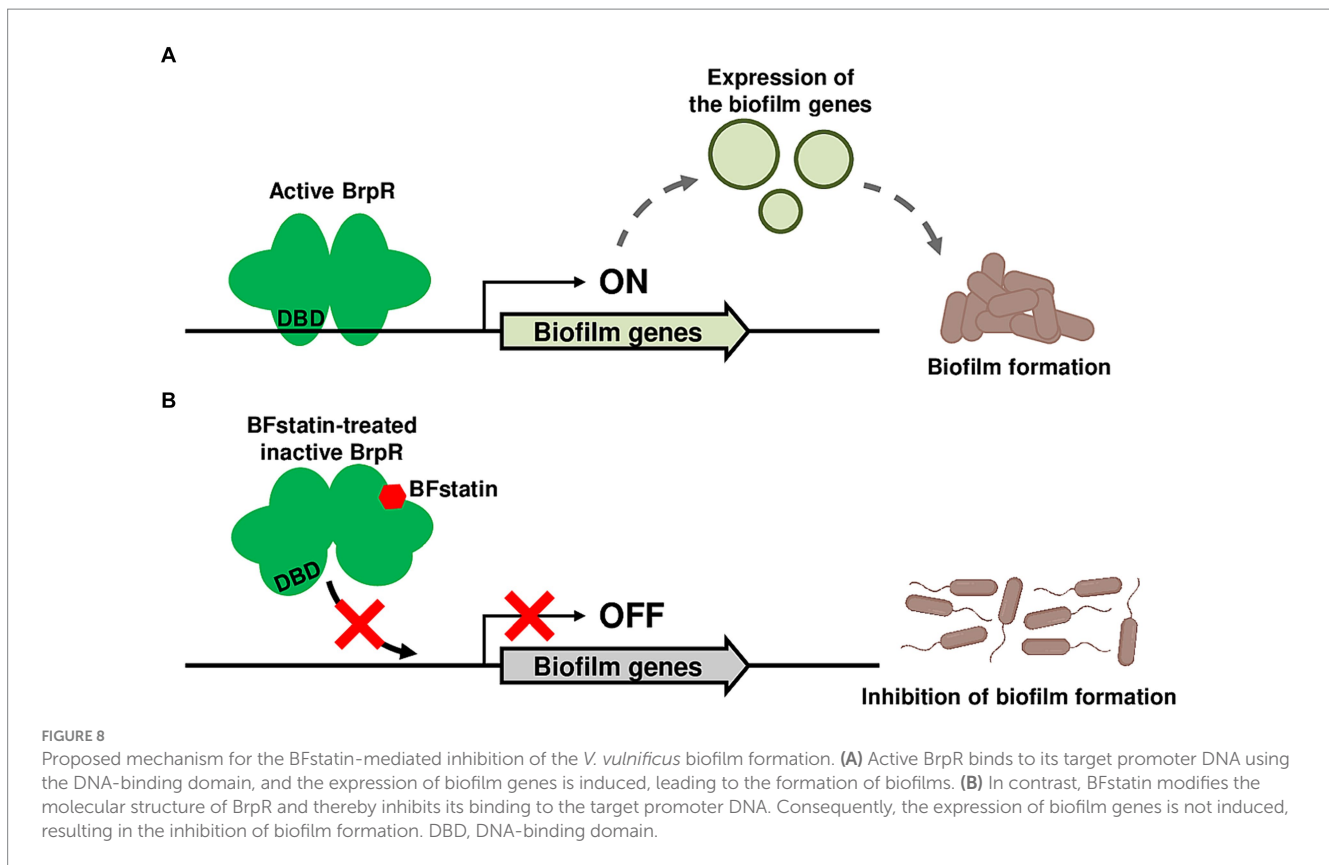 A
Expression of
the biofilm genes
Active BrpR
DBD
ON
Biofilm genes
Biofilm formation
B
BFstatin-treated
inactive BrpR
BFstatin
DBD
OFF
Biofilm genes
Inhibition of biofilm formation
FIGURE 8
Proposed mechanism for the BFstatin-mediated inhibition of the V. vulnificus biofilm formation. (A) Active BrpR binds to its target promoter DNA using
the DNA-binding domain, and the expression of biofilm genes is induced, leading to the formation of biofilms. (B) In contrast, BFstatin modifies the
molecular structure of BrpR and thereby inhibits its binding to the target promoter DNA. Consequently, the expression of biofilm genes is not induced,
resulting in the inhibition of biofilm formation. DBD, DNA-binding domain.